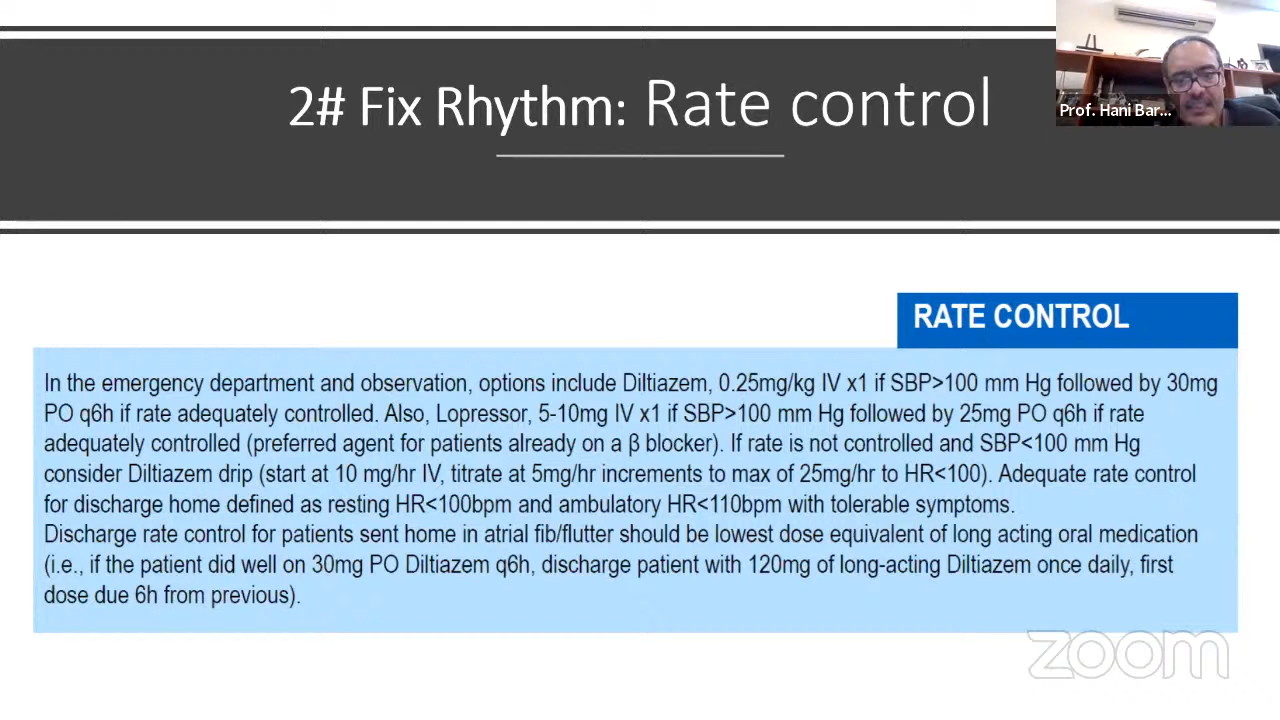 2# Fix Rhythm: Rate control
Prof. Hani Bar...
RATE CONTROL
In the emergency department and observation, options include Diltiazem, 0.25mg/kg IV x1 if SBP>100 mm Hg followed by 30mg
PO q6h if rate adequately controlled. Also, Lopressor, 5-10mg IV x1 if SBP>100 mm Hg followed by 25mg PO q6h if rate
adequately controlled (preferred agent for patients already on a β blocker). If rate is not controlled and SBP<100 mm Hg
consider Diltiazem drip (start at 10 mg/hr IV, titrate at 5mg/hr increments to max of 25mg/hr to HR<100). Adequate rate control
for discharge home defined as resting HR<100bpm and ambulatory HR<110bpm with tolerable symptoms.
Discharge rate control for patients sent home in atrial fib/flutter should be lowest dose equivalent of long acting oral medication
(i.e., if the patient did well on 30mg PO Diltiazem q6h, discharge patient with 120mg of long-acting Diltiazem once daily, first
dose due 6h from previous).
zoom